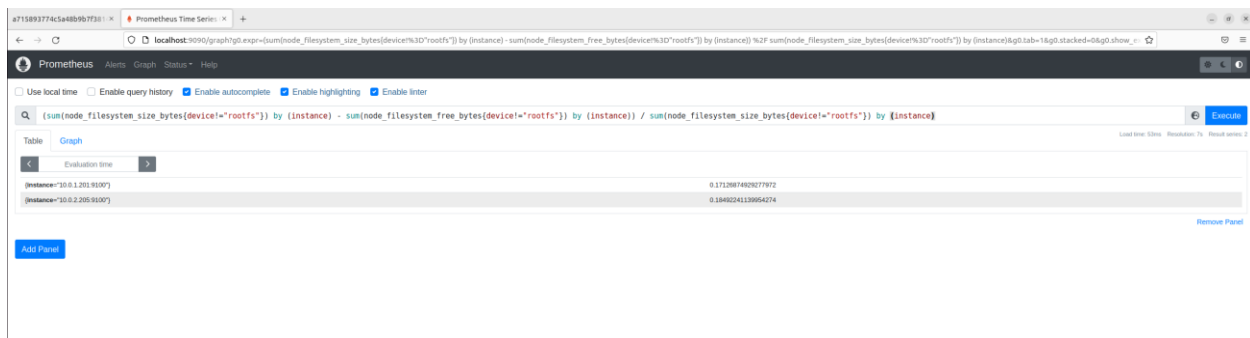 a715893774c5a48b9b7f381 Prometheus Time Series
localhost:9090/graph?g0.expr=(sum(node_filesystem_size_bytes{device!%3D"rootfs"}) by (instance) - sum(node_filesystem_free_bytes{device!%3D"rootfs"}) by (instance)) %2F sum(node_filesystem_size_bytes{device!%3D"rootfs"}) by (instance)&g0.tab=1&g0.stacked=0&g0.show_e
Prometheus Alerts Graph Status Help
Use local time Enable query history Enable autocomplete Enable highlighting Enable linter
(sum(node_filesystem_size_bytes{device!="rootfs"}) by (instance) - sum(node_filesystem_free_bytes{device!="rootfs"}) by (instance)) / sum(node_filesystem_size_bytes{device!="rootfs"}) by (instance) Execute
Table Graph Load time: 53ms Resolution: 7s Result series: 2
Evaluation time
{instance="10.0.1.201:9100"} 0.17126874929277972
{instance="10.0.2.205:9100"} 0.18492241139954274
Remove Panel
Add Panel